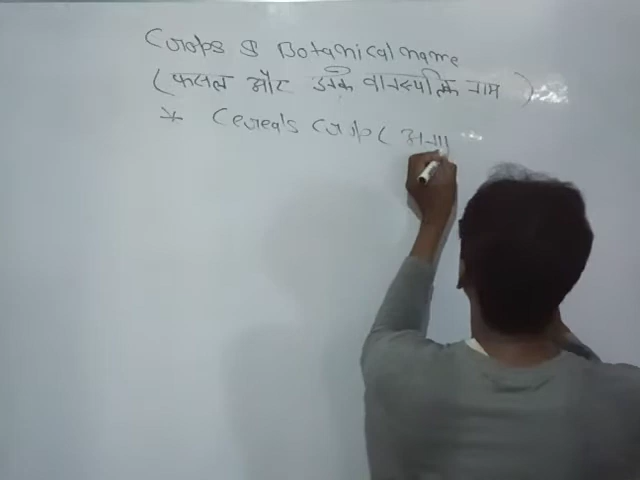 Crops & Botanical name
(फसल और उनके वानस्पतिक नाम)
* Cereals Crop (अना